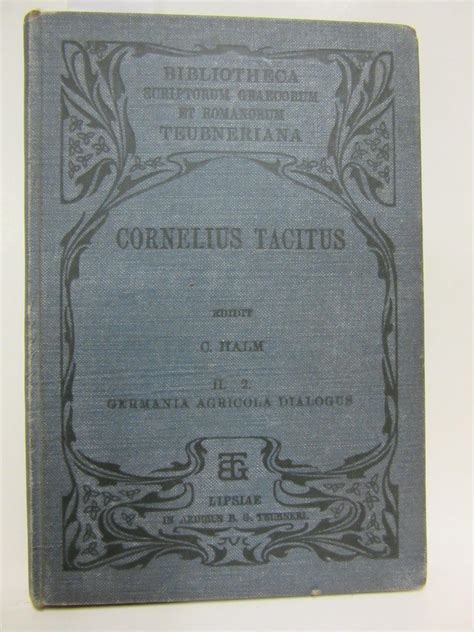 BIBLIOTHECA
SCRIPTORUM GRAECORUM
ET ROMANORUM
TEUBNERIANA
CORNELIUS TACITUS
EDIDIT
C. HALM
II. 2.
GERMANIA AGRICOLA DIALOGUS
BTG
LIPSIAE
IN AEDIBUS B. G. TEUBNERI